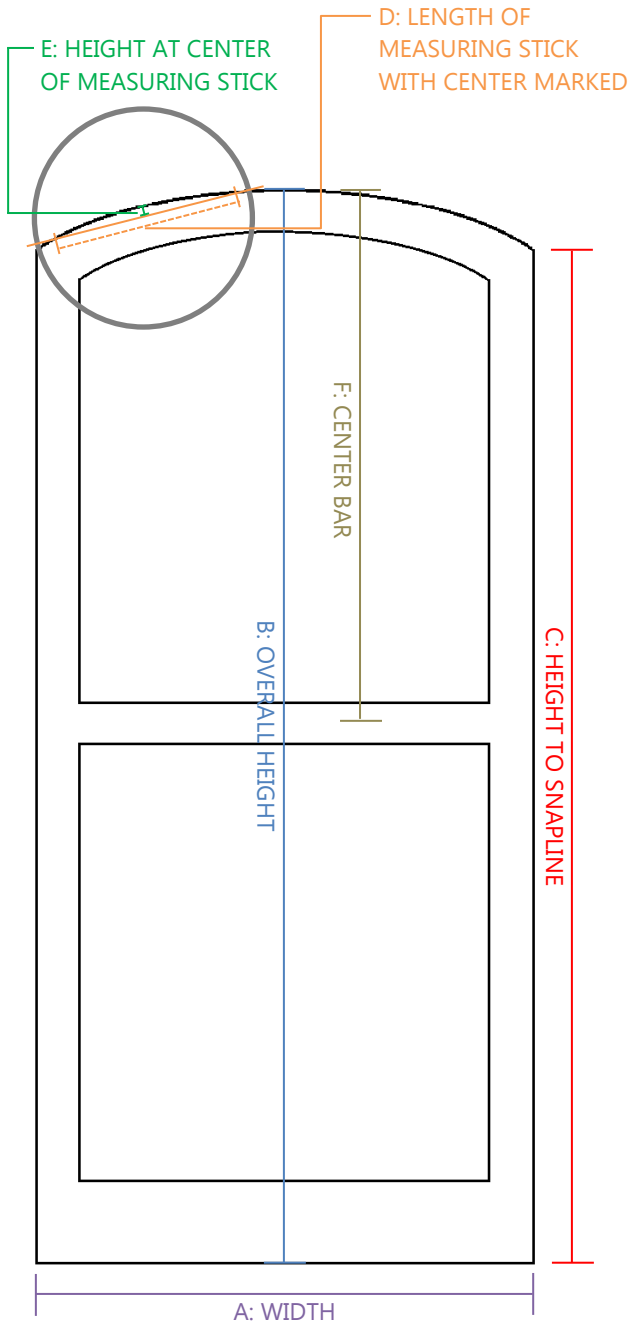 D: LENGTH OF
MEASURING STICK
WITH CENTER MARKED
E: HEIGHT AT CENTER
OF MEASURING STICK
F: CENTER BAR
B: OVERALL HEIGHT
C: HEIGHT TO SNAPLINE
A: WIDTH